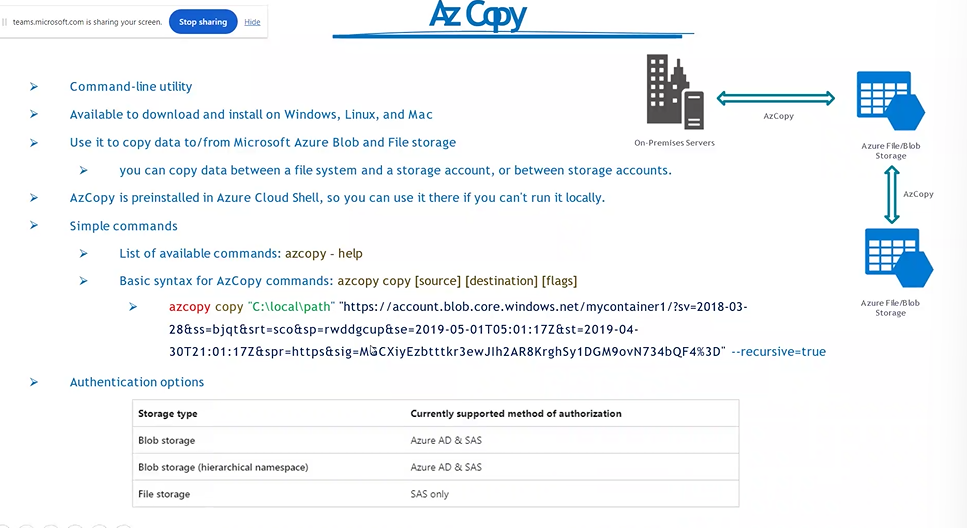 teams.microsoft.com is sharing your screen. Stop sharing Hide
Az Copy
Command-line utility
Available to download and install on Windows, Linux, and Mac
Use it to copy data to/from Microsoft Azure Blob and File storage
you can copy data between a file system and a storage account, or between storage accounts.
AzCopy is preinstalled in Azure Cloud Shell, so you can use it there if you can't run it locally.
Simple commands
List of available commands: azcopy - help
Basic syntax for AzCopy commands: azcopy copy [source] [destination] [flags]
azcopy copy "C:\local\path" "https://account.blob.core.windows.net/mycontainer1/?sv=2018-03-
28&ss=bjqt&srt=sco&sp=rwddgcup&se=2019-05-01T05:01:17Z&st=2019-04-
30T21:01:17Z&spr=https&sig=MGCXiyEzbtttkr3ewJIh2AR8KrghSy1DGM9ovN734bQF4%3D" --recursive=true
Authentication options
Storage type Currently supported method of authorization
Blob storage Azure AD & SAS
Blob storage (hierarchical namespace) Azure AD & SAS
File storage SAS only
On-Premises Servers
AzCopy
Azure File/Blob
Storage
AzCopy
Azure File/Blob
Storage